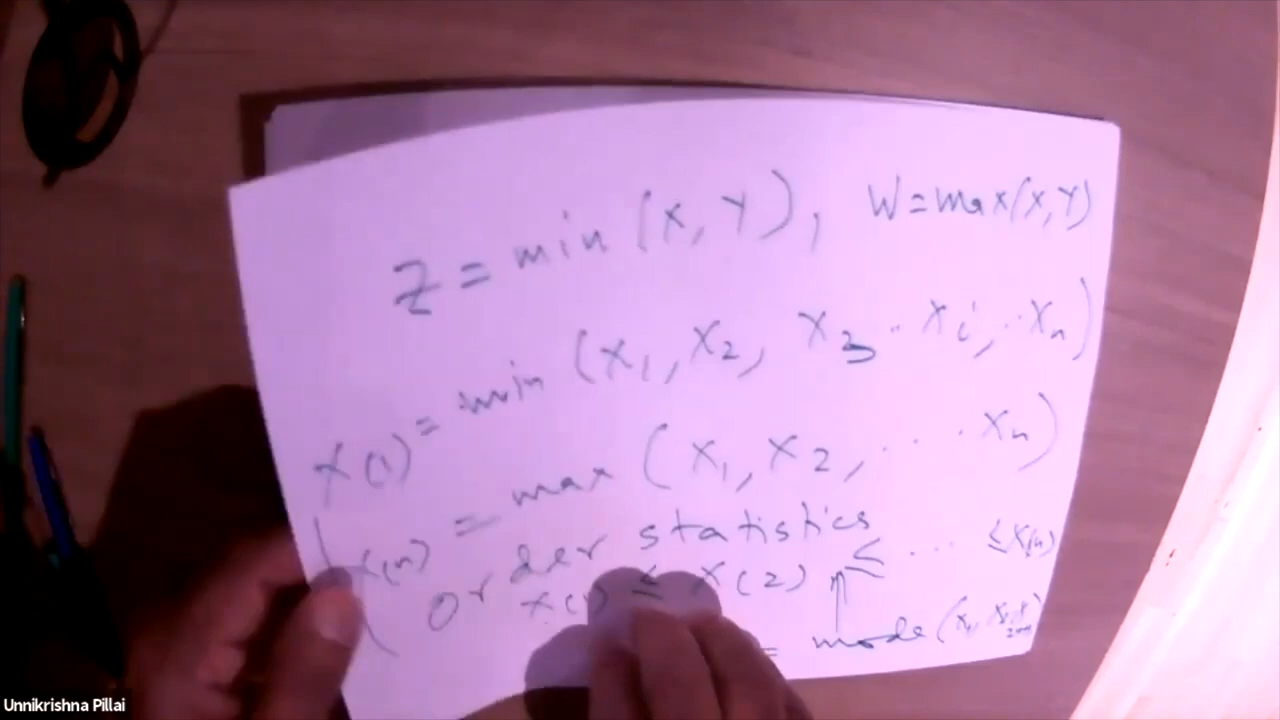 Z = min (X, Y), W = max (X, Y)
X(1) = min (X1, X2, X3 .. Xi, .. Xn)
X(n) = max (X1, X2, .... Xn)
Order statistics
X(1) ≤ X(2) ≤ ... ≤ X(n)
= mode (X1,
Unnikrishna Pillai